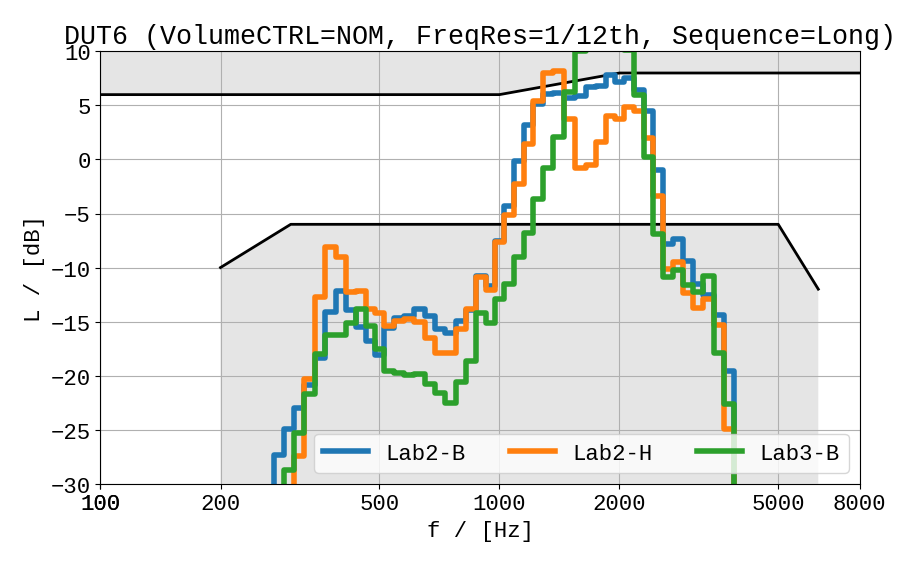 DUT6 (VolumeCTRL=NOM, FreqRes=1/12th, Sequence=Long)
10
5
0
−5
−10
−15
−20
−25
−30
L / [dB]
Lab2-B Lab2-H Lab3-B
100 200 500 1000 2000 5000 8000
f / [Hz]